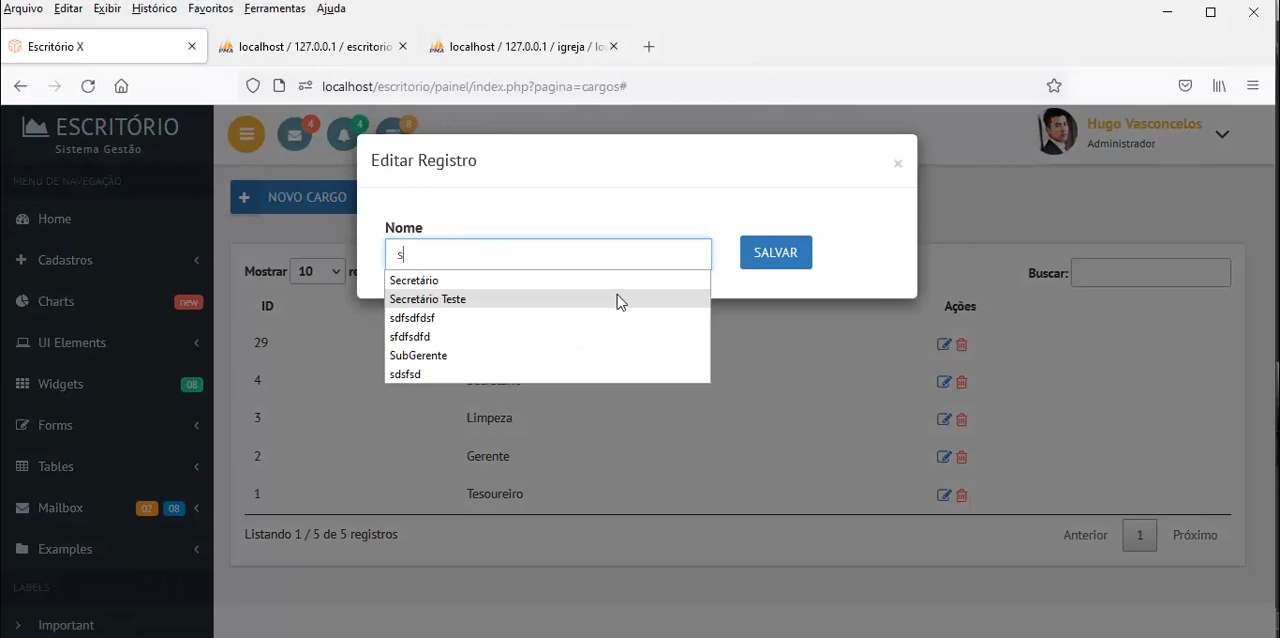 Arquivo Editar Exibir Histórico Favoritos Ferramentas Ajuda
Escritório X
localhost / 127.0.0.1 / escritorio
localhost / 127.0.0.1 / igreja / lo
localhost/escritorio/painel/index.php?pagina=cargos#
ESCRITÓRIO
Sistema Gestão
4
4
8
Hugo Vasconcelos
Administrador
MENU DE NAVEGAÇÃO
Home
Cadastros
Charts new
UI Elements
Widgets 08
Forms
Tables
Mailbox 02 08
Examples
LABELS
Important
NOVO CARGO
Editar Registro
×
Nome
s
SALVAR
Secretário
Secretário Teste
sdfsdfdsf
sfdfsdfd
SubGerente
sdsfsd
Mostrar 10 re
Buscar:
ID Ações
29
4
3 Limpeza
2 Gerente
1 Tesoureiro
Listando 1 / 5 de 5 registros
Anterior 1 Próximo